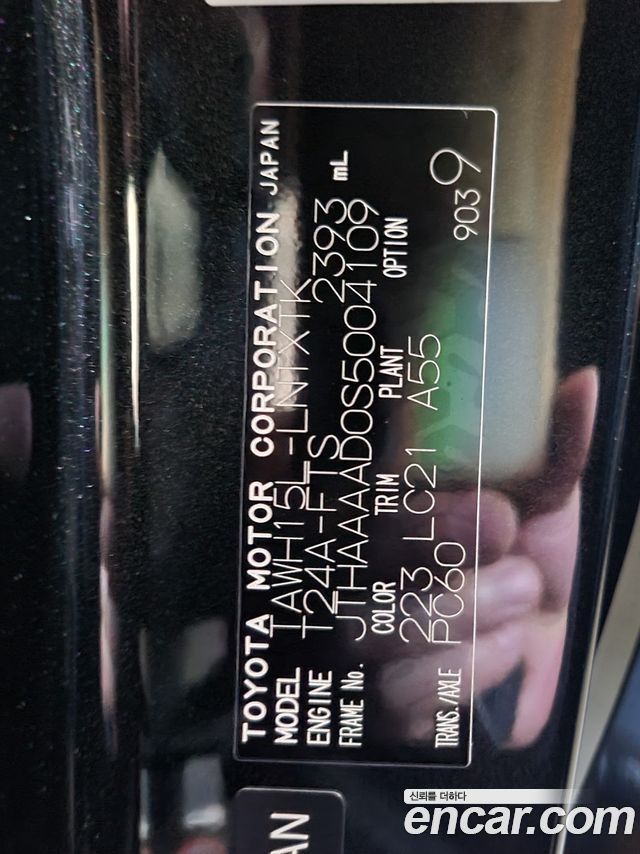 TOYOTA MOTOR CORPORATION JAPAN
MODEL TAWH15L-LNTXTK
ENGINE T24A-FTS 2393 mL
FRAME No. JTHAAAAD0S5004109
COLOR TRIM PLANT OPTION
223 LC21 A55
TRANS./AXLE PC60 9039
AN
신뢰를 더하다
encar.com